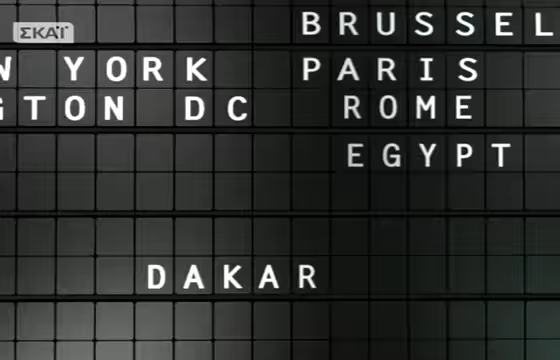 ΣΚΑΪ
BRUSSEL
W YORK PARIS
GTON DC ROME
EGYPT
DAKAR